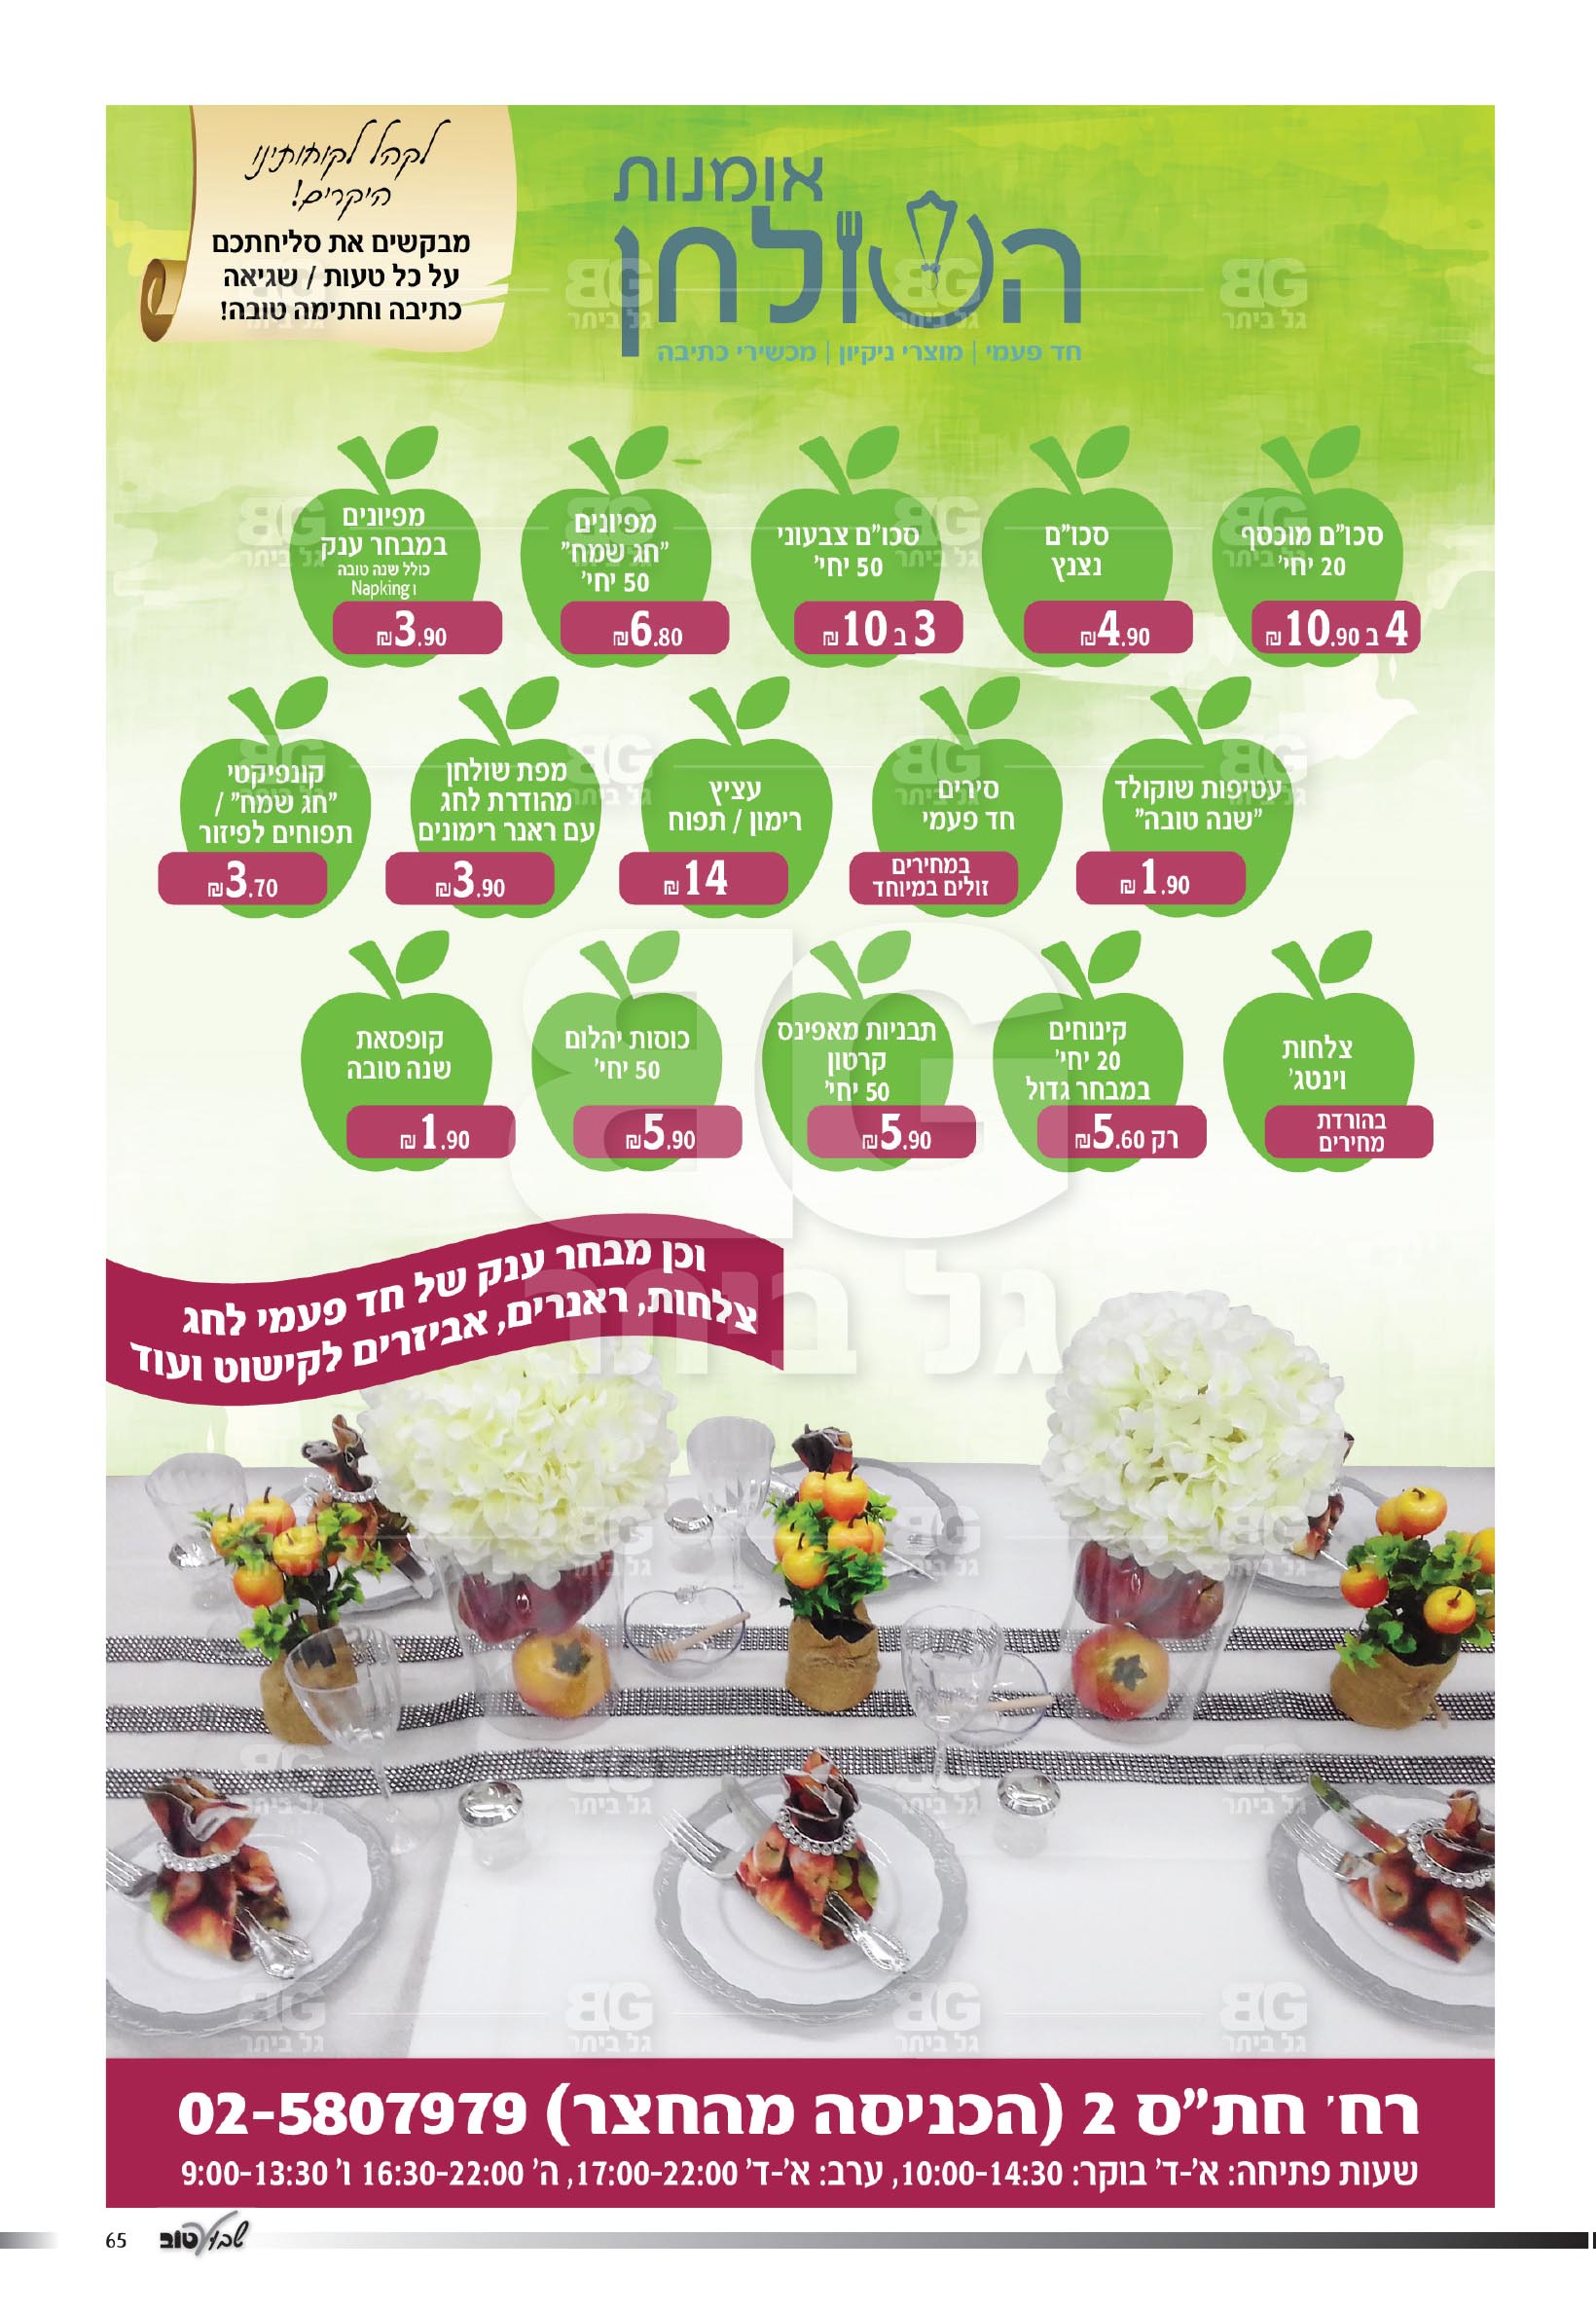 לקהל לקוחותינו
היקרים!
מבקשים את סליחתכם
על כל טעות / שגיאה
כתיבה וחתימה טובה!
אומנות
השולחן
חד פעמי | מוצרי ניקיון | מכשירי כתיבה
סכו"ם מוכסף
20 יחי'
4 ב 10.90 ₪
סכו"ם
נצנץ
4.90 ₪
סכו"ם צבעוני
50 יחי'
3 ב 10 ₪
מפיונים
"חג שמח"
50 יחי'
6.80 ₪
מפיונים
במבחר ענק
כולל שנה טובה
ו Napking
3.90 ₪
עטיפות שוקולד
"שנה טובה"
1.90 ₪
סירים
חד פעמי
במחירים
זולים במיוחד
עציץ
רימון / תפוח
14 ₪
מפת שולחן
מהודרת לחג
עם ראנר רימונים
3.90 ₪
קונפיקטי
"חג שמח" /
תפוחים לפיזור
3.70 ₪
צלחות
וינטג'
בהורדת
מחירים
קינוחים
20 יחי'
במבחר גדול
רק 5.60 ₪
תבניות מאפינס
קרטון
50 יחי'
5.90 ₪
כוסות יהלום
50 יחי'
5.90 ₪
קופסאת
שנה טובה
1.90 ₪
וכן מבחר ענק של חד פעמי לחג
צלחות, ראנרים, אביזרים לקישוט ועוד
BG
גל ביתר
רח' חת"ס 2 (הכניסה מהחצר) 02-5807979
שעות פתיחה: א'-ד' בוקר: 10:00-14:30, ערב: א'-ד' 17:00-22:00, ה' 16:30-22:00 ו' 9:00-13:30
שבוע טוב
65